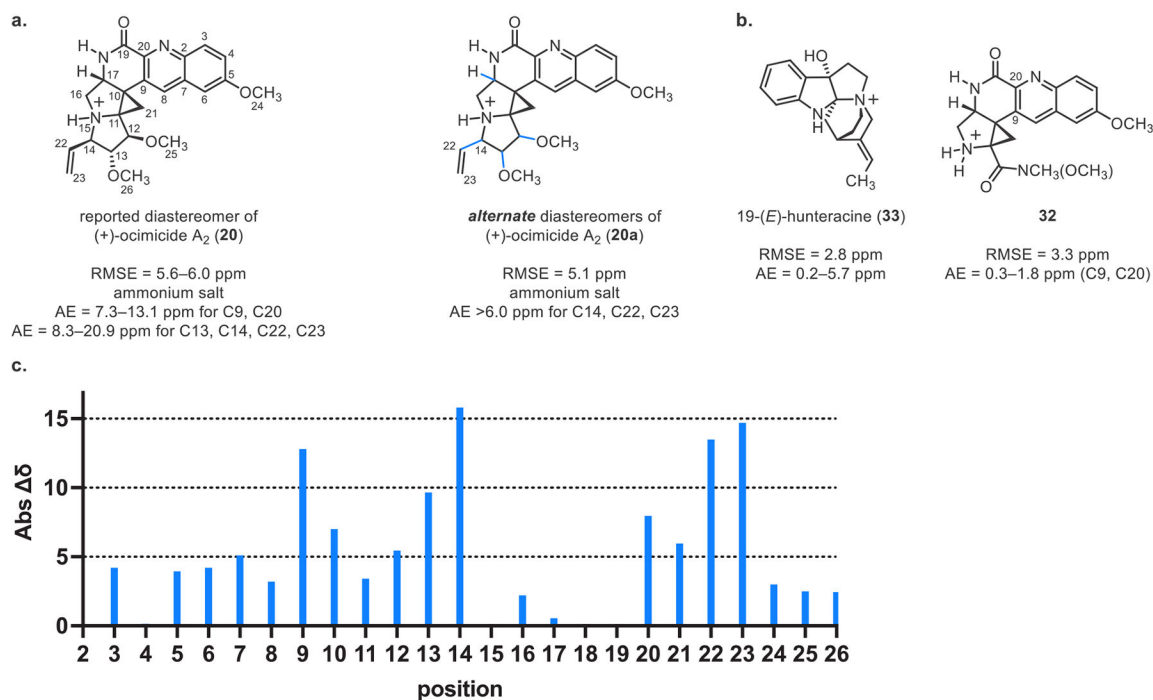 a.
b.
O
H
N
19
20
N
2
3
4
5
6
7
8
9
H
17
16
10
+
H
N
15
11
21
12
OCH₃
24
OCH₃
25
22
14
13
23
OCH₃
26
reported diastereomer of
(+)-ocimicide A₂ (20)
RMSE = 5.6–6.0 ppm
ammonium salt
AE = 7.3–13.1 ppm for C9, C20
AE = 8.3–20.9 ppm for C13, C14, C22, C23
O
H
N
N
H
+
H
N
OCH₃
OCH₃
22
14
23
OCH₃
alternate diastereomers of
(+)-ocimicide A₂ (20a)
RMSE = 5.1 ppm
ammonium salt
AE >6.0 ppm for C14, C22, C23
HO
N
+
N
H
CH₃
19-(E)-hunteracine (33)
RMSE = 2.8 ppm
AE = 0.2–5.7 ppm
O
H
N
20
N
H
9
OCH₃
+
N
H
H
NCH₃(OCH₃)
O
32
RMSE = 3.3 ppm
AE = 0.3–1.8 ppm (C9, C20)
c.
Abs Δδ
15
10
5
0
2 3 4 5 6 7 8 9 10 11 12 13 14 15 16 17 18 19 20 21 22 23 24 25 26
position